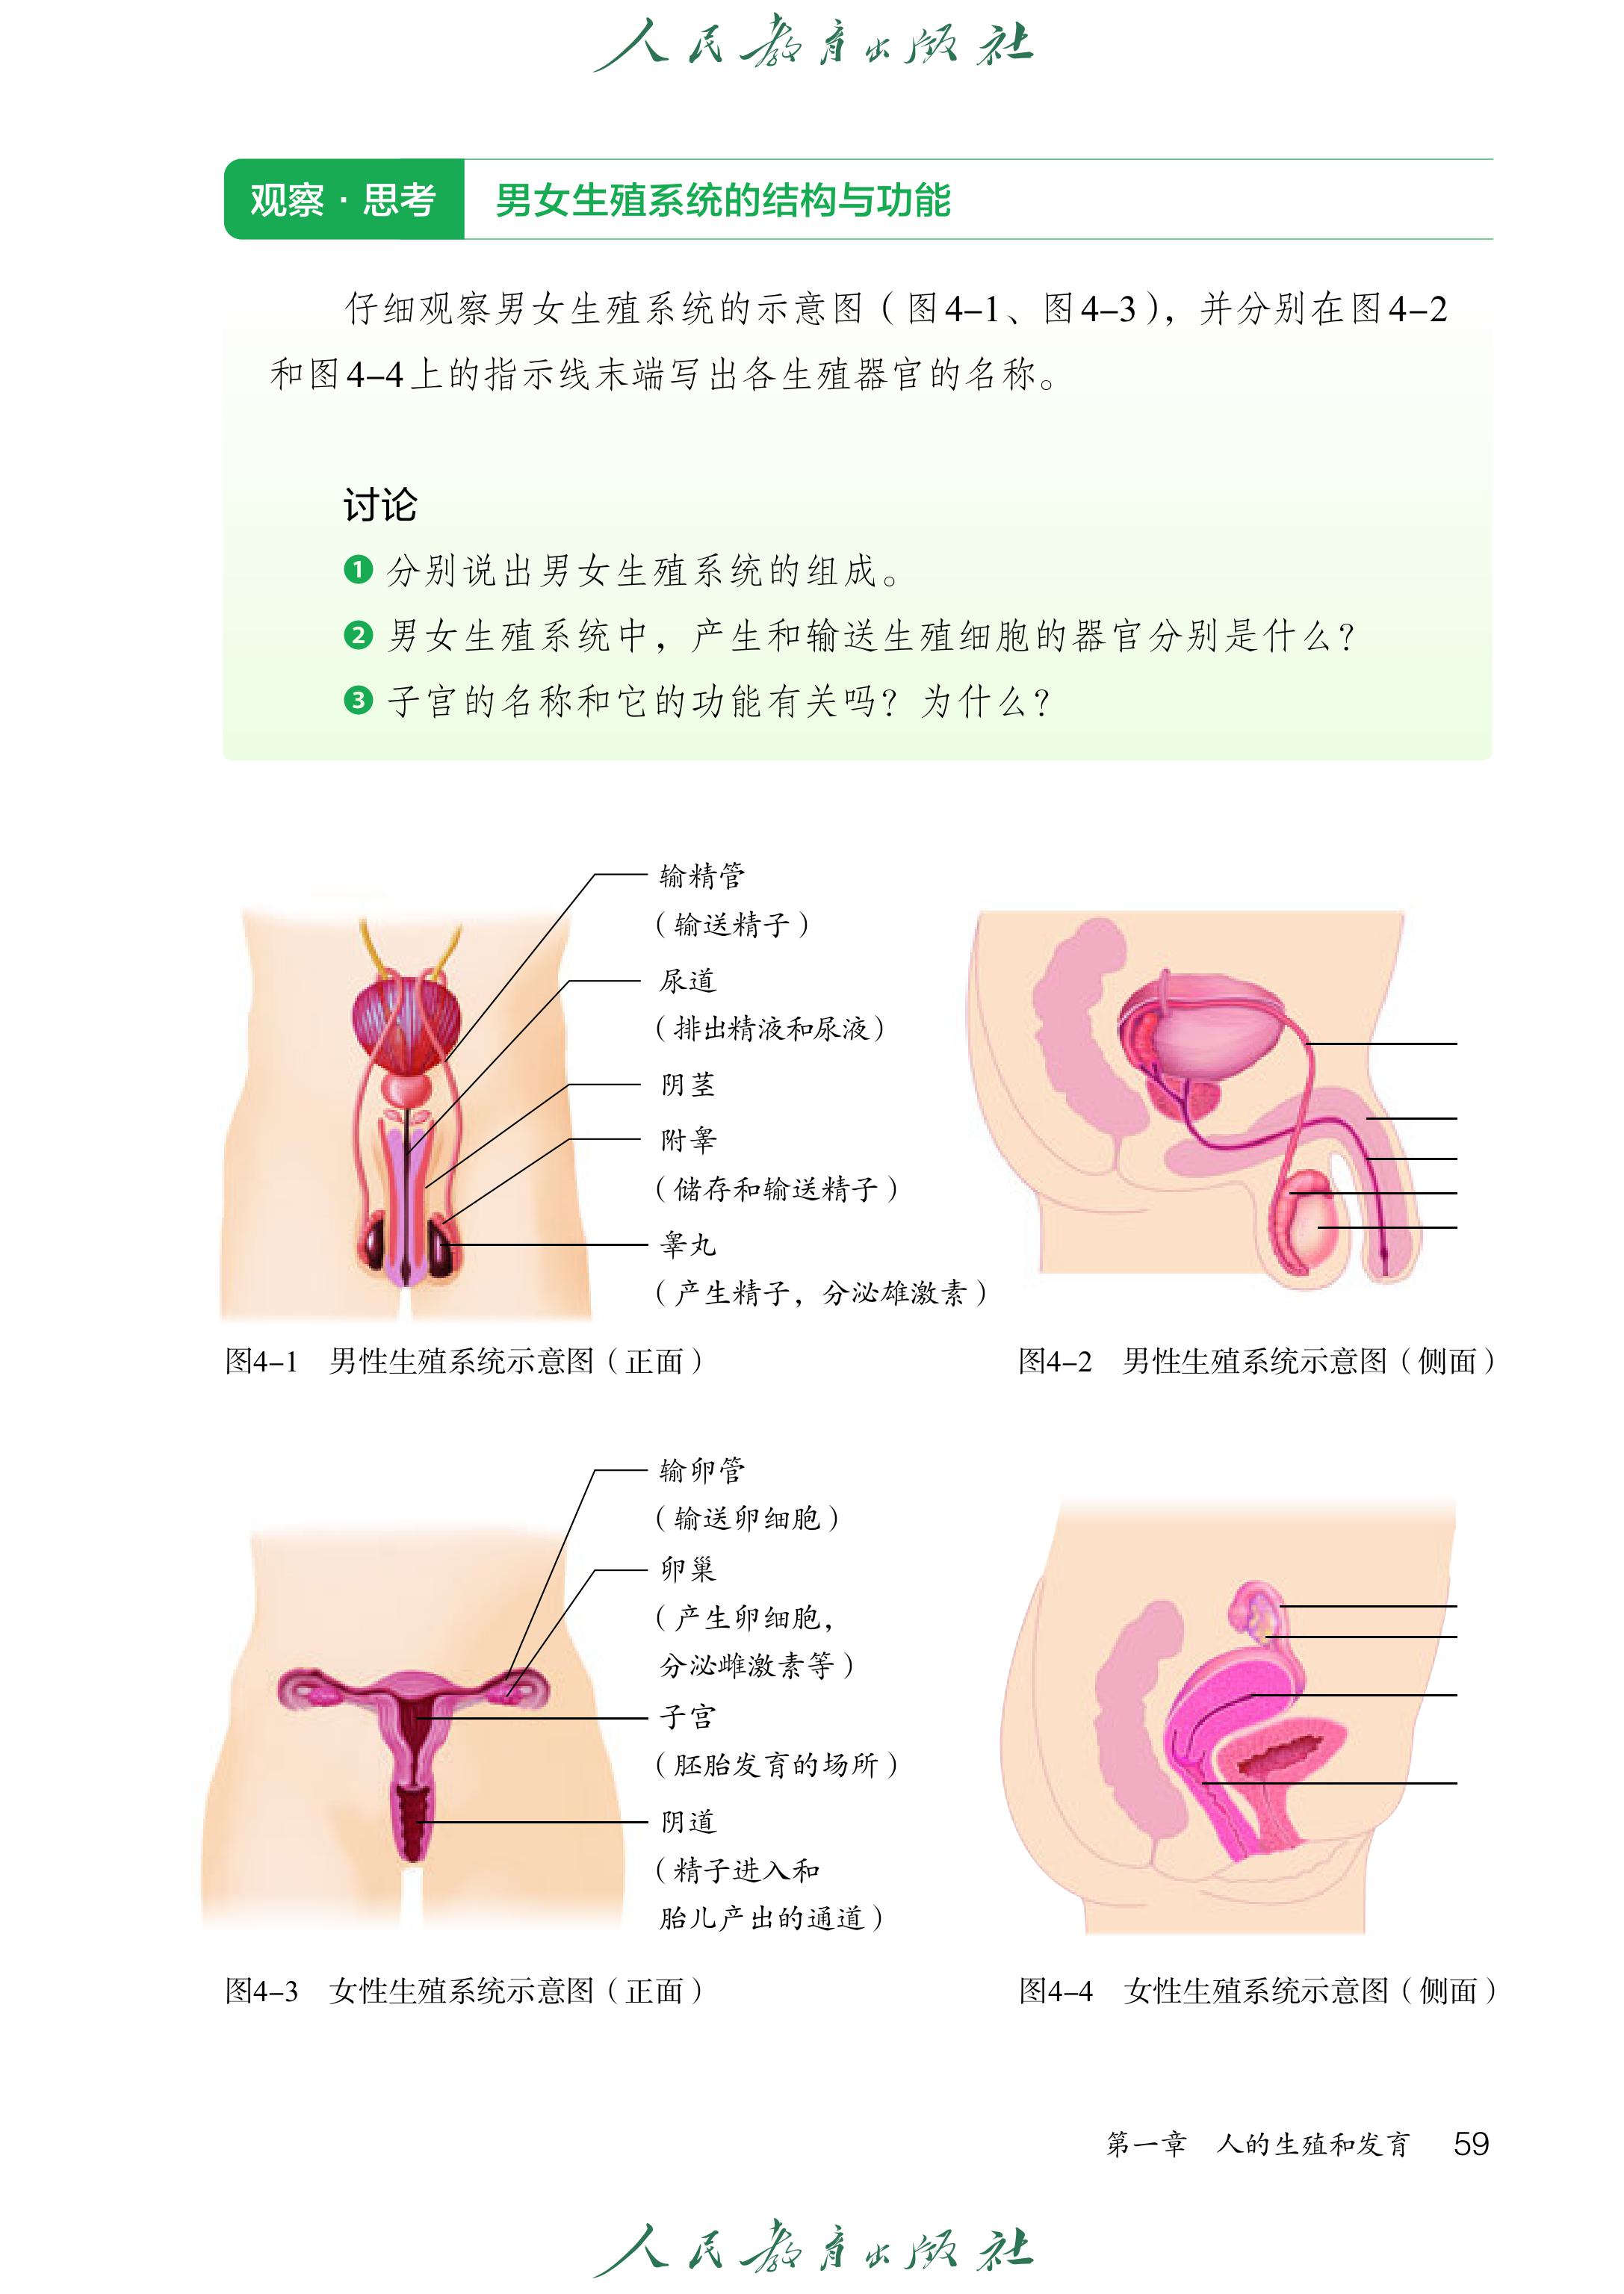 人民教育出版社
观察·思考 男女生殖系统的结构与功能
仔细观察男女生殖系统的示意图（图4-1、图4-3），并分别在图4-2
和图4-4上的指示线末端写出各生殖器官的名称。
讨论
1 分别说出男女生殖系统的组成。
2 男女生殖系统中，产生和输送生殖细胞的器官分别是什么？
3 子宫的名称和它的功能有关吗？为什么？
输精管
（输送精子）
尿道
（排出精液和尿液）
阴茎
附睾
（储存和输送精子）
睾丸
（产生精子，分泌雄激素）
图4-1 男性生殖系统示意图（正面）
图4-2 男性生殖系统示意图（侧面）
输卵管
（输送卵细胞）
卵巢
（产生卵细胞，
分泌雌激素等）
子宫
（胚胎发育的场所）
阴道
（精子进入和
胎儿产出的通道）
图4-3 女性生殖系统示意图（正面）
图4-4 女性生殖系统示意图（侧面）
第一章 人的生殖和发育 59
人民教育出版社